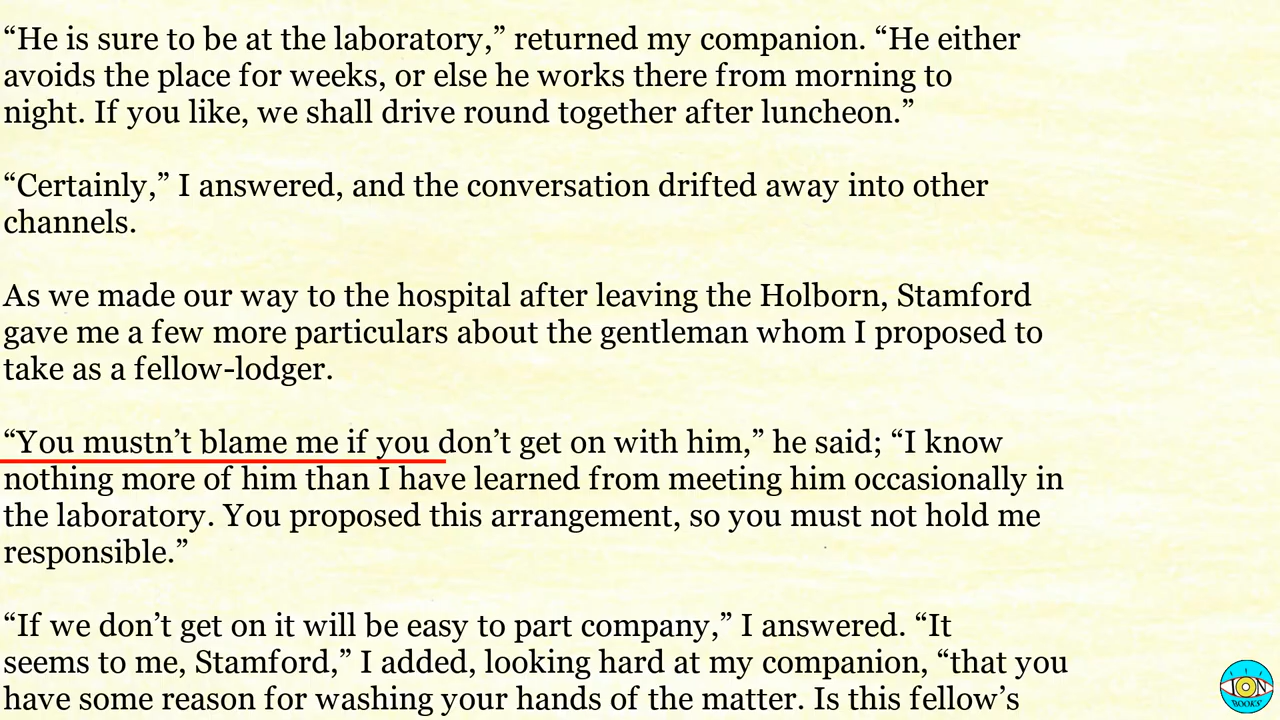 “He is sure to be at the laboratory,” returned my companion. “He either
avoids the place for weeks, or else he works there from morning to
night. If you like, we shall drive round together after luncheon.”
“Certainly,” I answered, and the conversation drifted away into other
channels.
As we made our way to the hospital after leaving the Holborn, Stamford
gave me a few more particulars about the gentleman whom I proposed to
take as a fellow-lodger.
“You mustn’t blame me if you don’t get on with him,” he said; “I know
nothing more of him than I have learned from meeting him occasionally in
the laboratory. You proposed this arrangement, so you must not hold me
responsible.”
“If we don’t get on it will be easy to part company,” I answered. “It
seems to me, Stamford,” I added, looking hard at my companion, “that you
have some reason for washing your hands of the matter. Is this fellow’s
ION
BOOKS